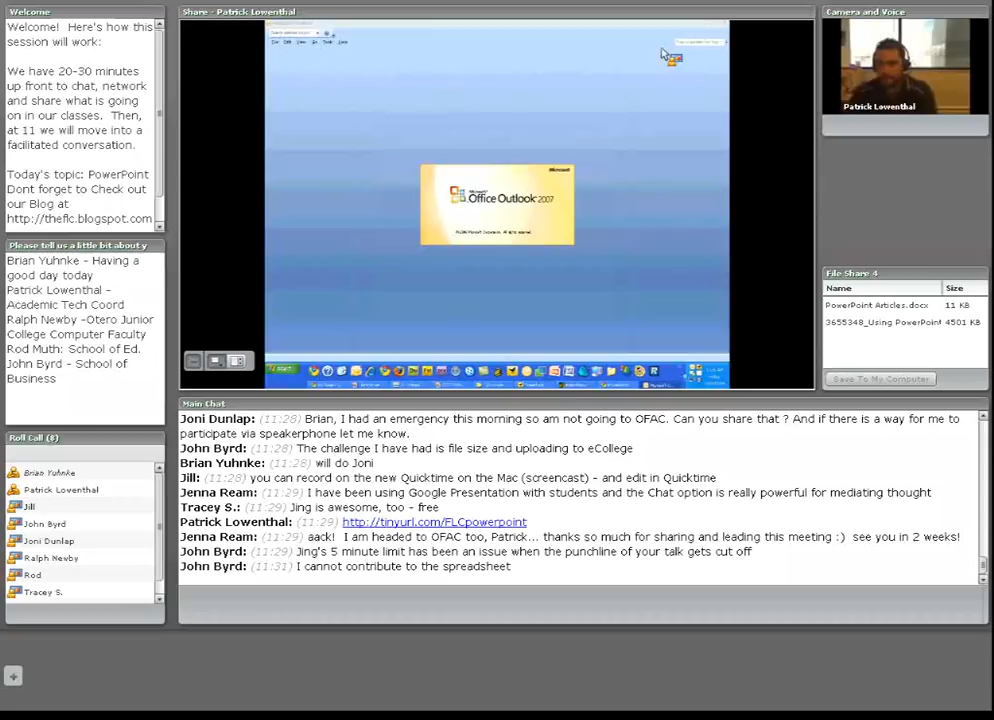 Welcome
Welcome! Here's how this
session will work:
We have 20-30 minutes
up front to chat, network
and share what is going
on in our classes. Then,
at 11 we will move into a
facilitated conversation.
Today's topic: PowerPoint
Dont forget to Check out
our Blog at
http://theflc.blogspot.com
Please tell us a little bit about y
Brian Yuhnke - Having a
good day today
Patrick Lowenthal -
Academic Tech Coord
Ralph Newby -Otero Junior
College Computer Faculty
Rod Muth: School of Ed.
John Byrd - School of
Business
Roll Call (8)
Brian Yuhnke
Patrick Lowenthal
Jill
John Byrd
Joni Dunlap
Ralph Newby
Rod
Tracey S.
Share - Patrick Lowenthal
Microsoft
Microsoft
Office Outlook 2007
Main Chat
Joni Dunlap: (11:28) Brian, I had an emergency this morning so am not going to OFAC. Can you share that ? And if there is a way for me to
participate via speakerphone let me know.
John Byrd: (11:28) The challenge I have had is file size and uploading to eCollege
Brian Yuhnke: (11:28) will do Joni
Jill: (11:28) you can record on the new Quicktime on the Mac (screencast) - and edit in Quicktime
Jenna Ream: (11:29) I have been using Google Presentation with students and the Chat option is really powerful for mediating thought
Tracey S.: (11:29) Jing is awesome, too - free
Patrick Lowenthal: (11:29) http://tinyurl.com/FLCpowerpoint
Jenna Ream: (11:29) aack! I am headed to OFAC too, Patrick... thanks so much for sharing and leading this meeting :) see you in 2 weeks!
John Byrd: (11:29) Jing's 5 minute limit has been an issue when the punchline of your talk gets cut off
John Byrd: (11:31) I cannot contribute to the spreadsheet
Camera and Voice
Patrick Lowenthal
File Share 4
Name Size
PowerPoint Articles.docx 11 KB
3655348_Using PowerPoint 4501 KB
Save To My Computer